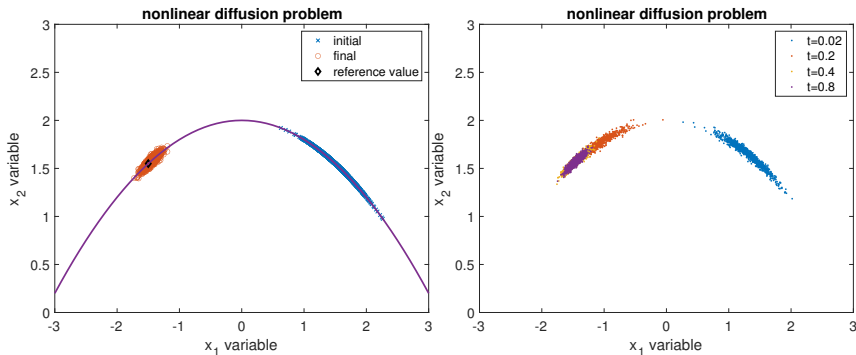 nonlinear diffusion problem
3
2.5
2
1.5
1
0.5
0
-3
-2
-1
0
1
2
3
x1 variable
x2 variable
initial
final
reference value
nonlinear diffusion problem
3
2.5
2
1.5
1
0.5
0
-3
-2
-1
0
1
2
3
x1 variable
x2 variable
t=0.02
t=0.2
t=0.4
t=0.8